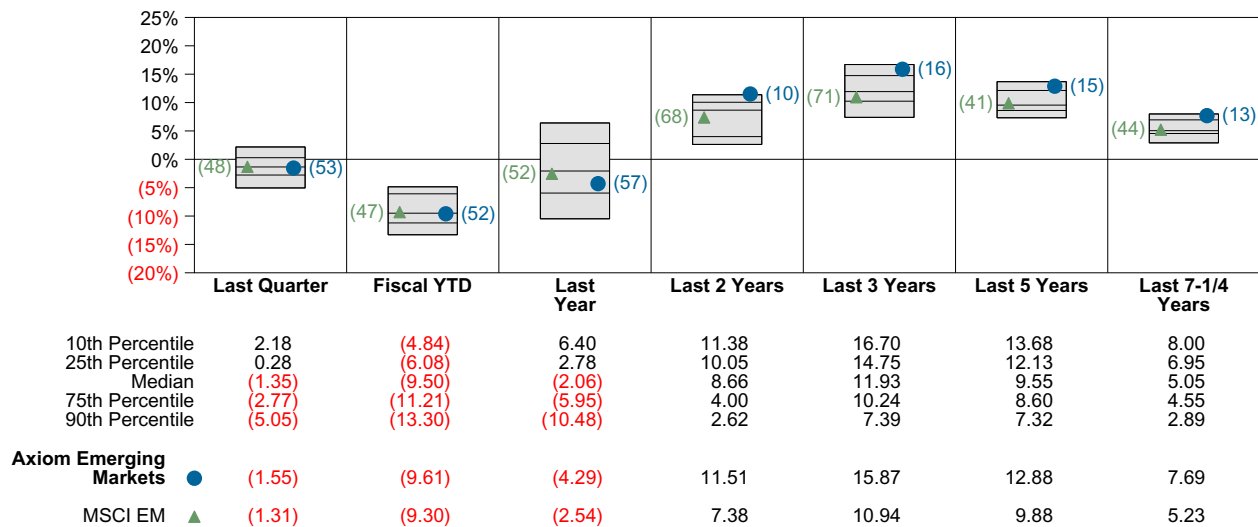 25%
20%
15%
10%
5%
0%
(5%)
(10%)
(15%)
(20%)
(48) (53)
(47) (52)
(52) (57)
(68) (10)
(71) (16)
(41) (15)
(44) (13)
Last Quarter Fiscal YTD Last Year Last 2 Years Last 3 Years Last 5 Years Last 7-1/4 Years
10th Percentile 2.18 (4.84) 6.40 11.38 16.70 13.68 8.00
25th Percentile 0.28 (6.08) 2.78 10.05 14.75 12.13 6.95
Median (1.35) (9.50) (2.06) 8.66 11.93 9.55 5.05
75th Percentile (2.77) (11.21) (5.95) 4.00 10.24 8.60 4.55
90th Percentile (5.05) (13.30) (10.48) 2.62 7.39 7.32 2.89
Axiom Emerging
Markets (1.55) (9.61) (4.29) 11.51 15.87 12.88 7.69
MSCI EM (1.31) (9.30) (2.54) 7.38 10.94 9.88 5.23